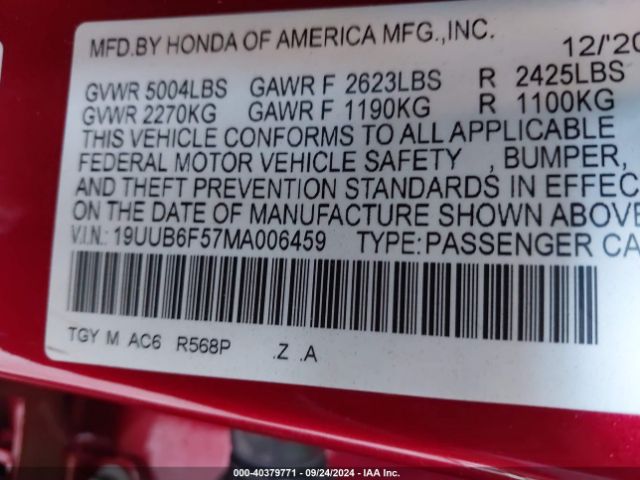 MFD.BY HONDA OF AMERICA MFG.,INC. 12/'20
GVWR 5004LBS GAWR F 2623LBS R 2425LBS
GVWR 2270KG GAWR F 1190KG R 1100KG
THIS VEHICLE CONFORMS TO ALL APPLICABLE
FEDERAL MOTOR VEHICLE SAFETY , BUMPER,
AND THEFT PREVENTION STANDARDS IN EFFEC
ON THE DATE OF MANUFACTURE SHOWN ABOVE
V.I.N.: 19UUB6F57MA006459 TYPE:PASSENGER CA
TGY M AC6 R568P .Z .A
000-40379771 - 09/24/2024 - IAA Inc.